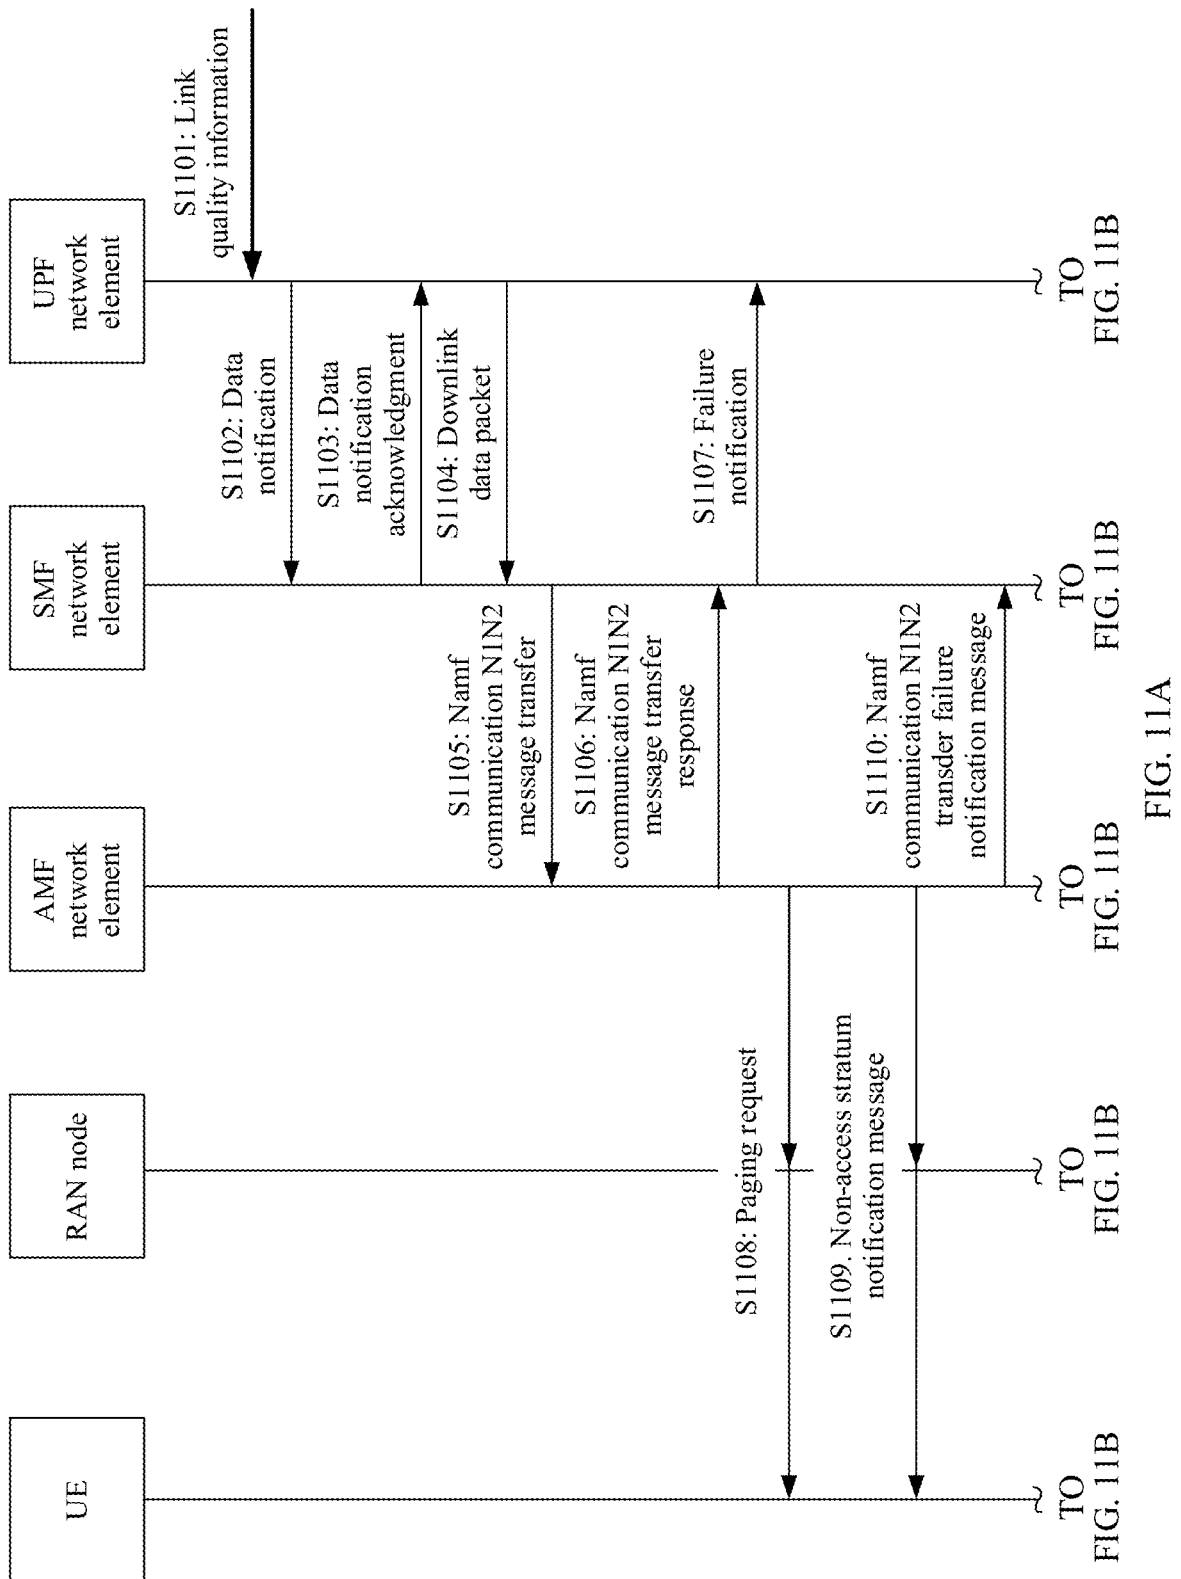 UE
RAN node
AMF
network
element
SMF
network
element
UPF
network
element
S1101: Link
quality information
S1102: Data
notification
S1103: Data
notification
acknowledgment
S1104: Downlink
data packet
S1105: Namf
communication N1N2
message transfer
S1106: Namf
communication N1N2
message transfer
response
S1107: Failure
notification
S1108: Paging request
S1109. Non-access stratum
notification message
S1110: Namf
communication N1N2
transder failure
notification message
TO
FIG. 11B
TO
FIG. 11B
TO
FIG. 11B
TO
FIG. 11B
TO
FIG. 11B
FIG. 11A